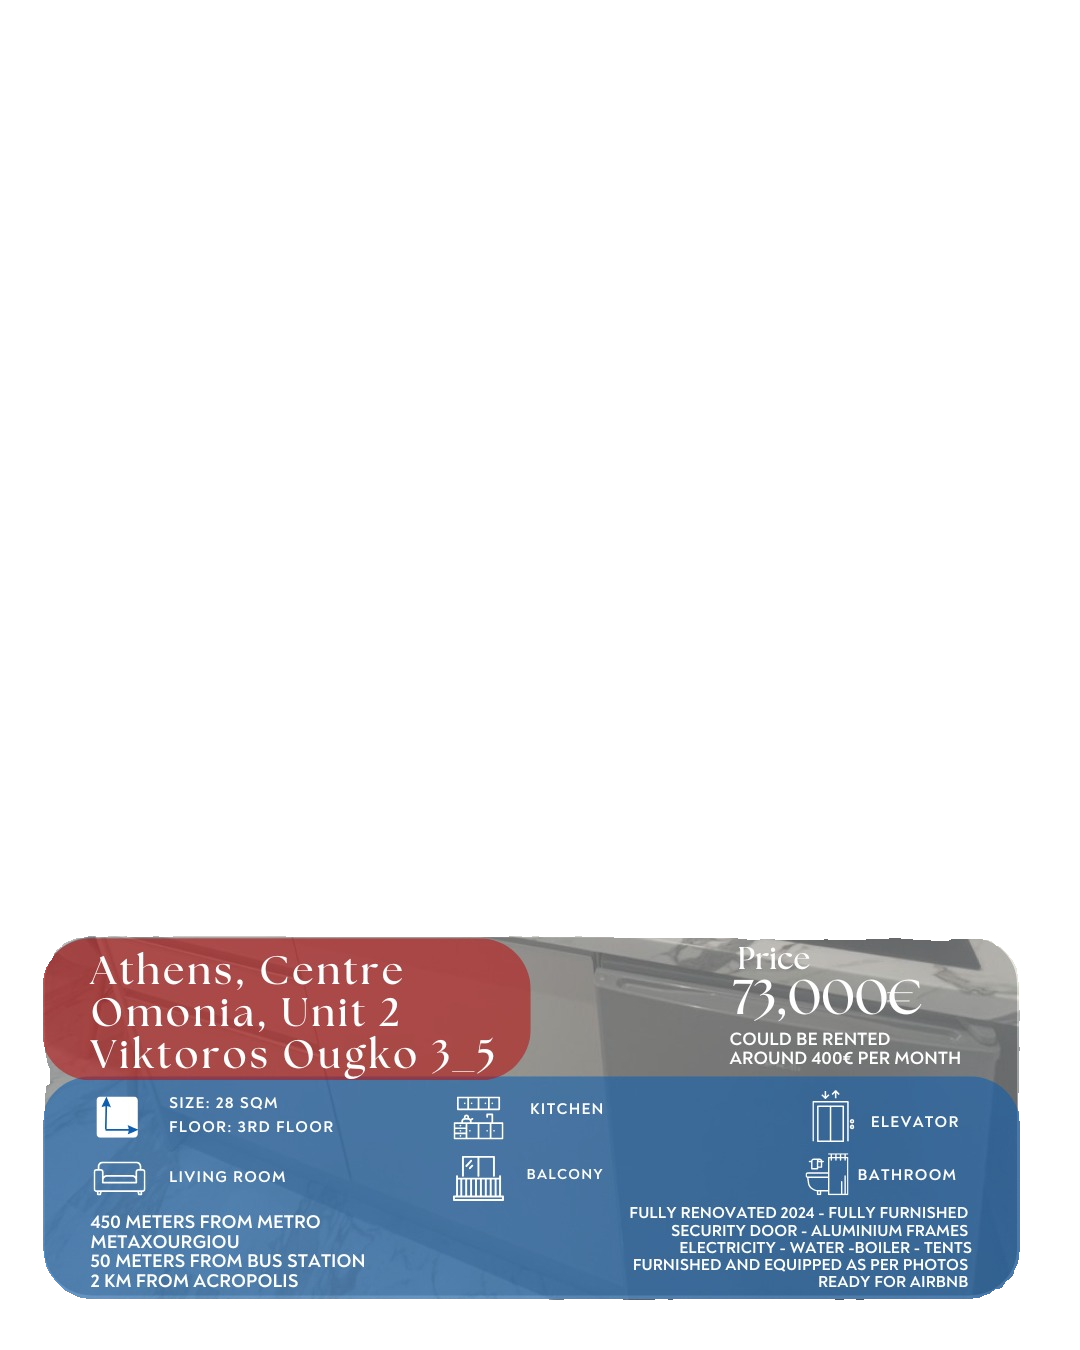 Athens, Centre
Omonia, Unit 2
Viktoros Ougko 3_5
Price
73,000€
COULD BE RENTED
AROUND 400€ PER MONTH
SIZE: 28 SQM
FLOOR: 3RD FLOOR
KITCHEN
ELEVATOR
LIVING ROOM
BALCONY
BATHROOM
450 METERS FROM METRO
METAXOURGIOU
50 METERS FROM BUS STATION
2 KM FROM ACROPOLIS
FULLY RENOVATED 2024 - FULLY FURNISHED
SECURITY DOOR - ALUMINIUM FRAMES
ELECTRICITY - WATER -BOILER - TENTS
FURNISHED AND EQUIPPED AS PER PHOTOS
READY FOR AIRBNB